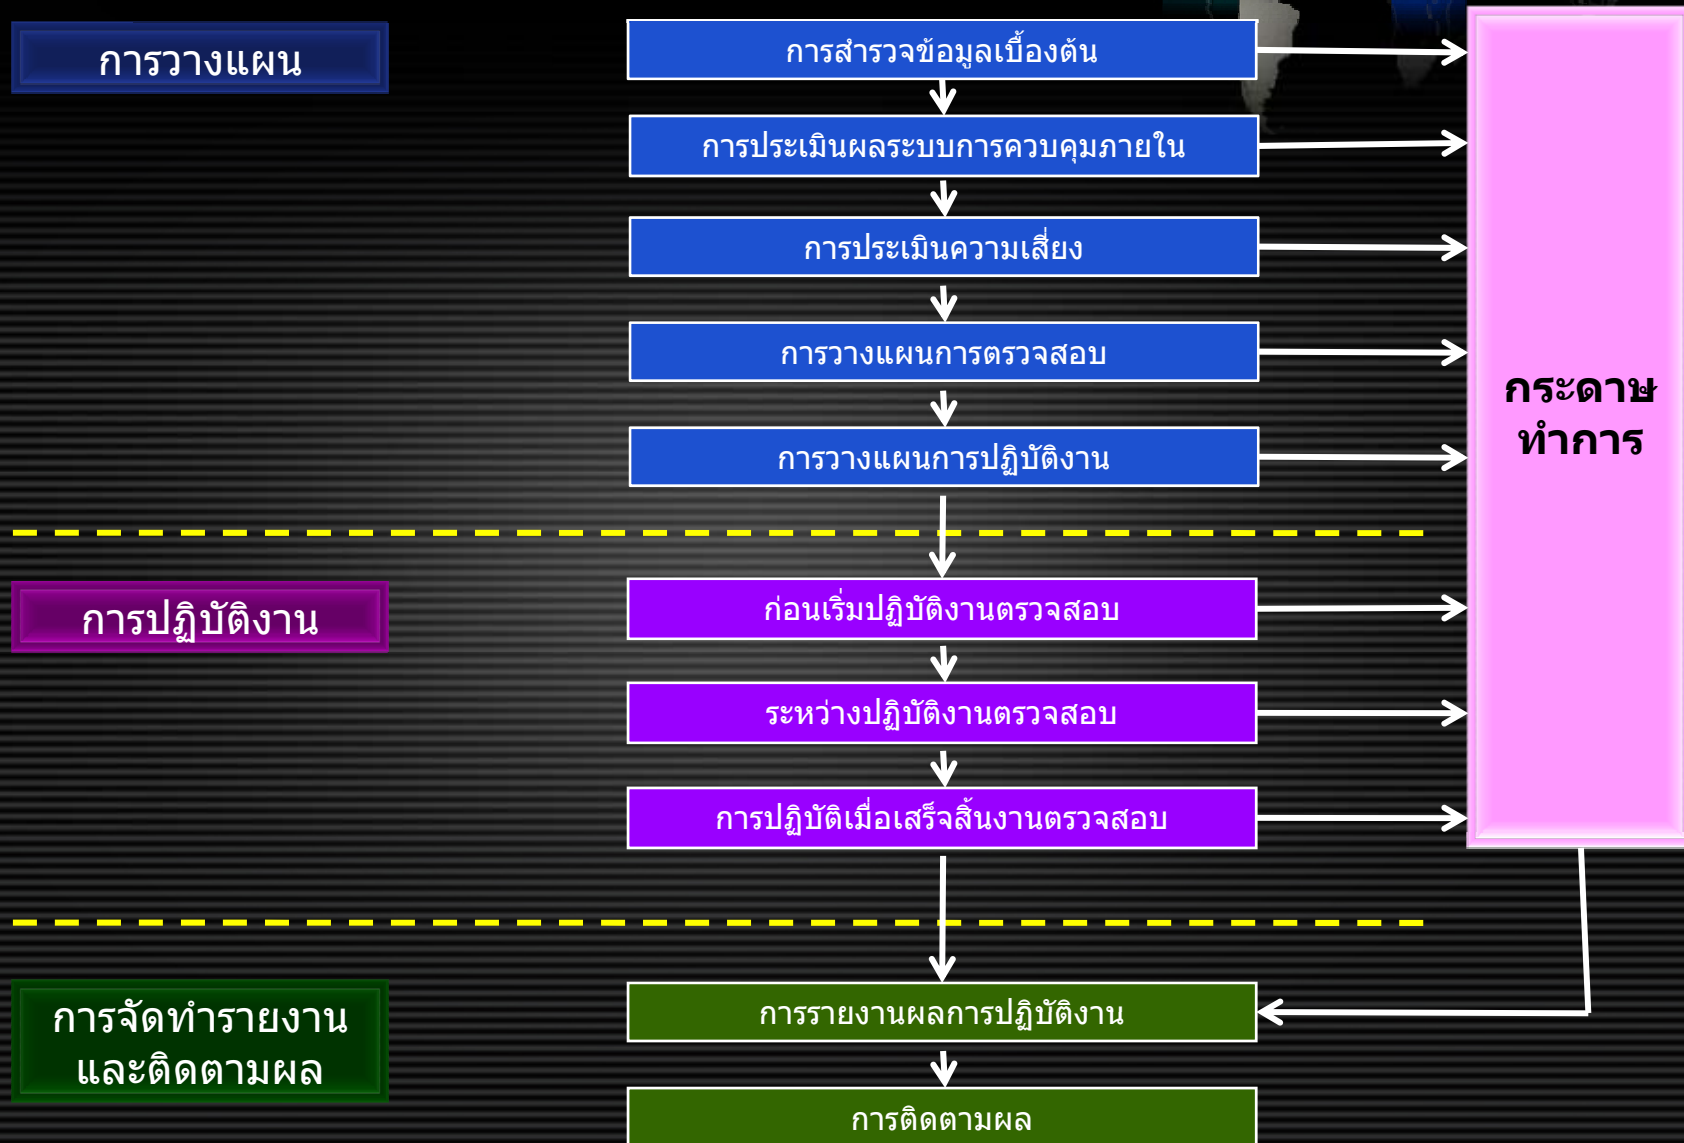 การวางแผน
การสำรวจข้อมูลเบื้องต้น
การประเมินผลระบบการควบคุมภายใน
การประเมินความเสี่ยง
การวางแผนการตรวจสอบ
การวางแผนการปฏิบัติงาน
กระดาษ
ทำการ
การปฏิบัติงาน
ก่อนเริ่มปฏิบัติงานตรวจสอบ
ระหว่างปฏิบัติงานตรวจสอบ
การปฏิบัติเมื่อเสร็จสิ้นงานตรวจสอบ
การจัดทำรายงาน
และติดตามผล
การรายงานผลการปฏิบัติงาน
การติดตามผล